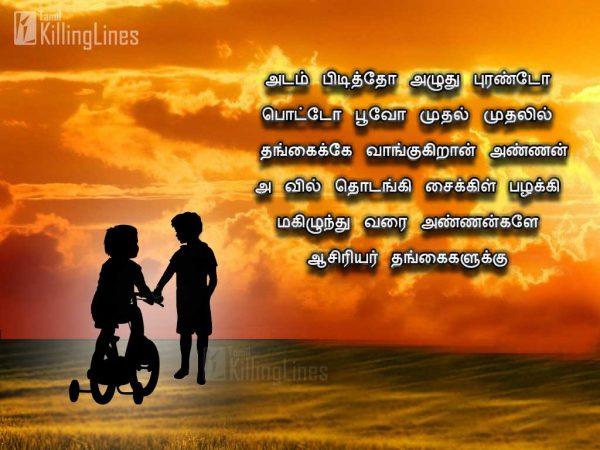 Tamil
KillingLines
அடம் பிடித்தோ அழுது புரண்டோ
பொட்டோ பூவோ முதல் முதலில்
தங்கைக்கே வாங்குகிறான் அண்ணன்
அ வில் தொடங்கி சைக்கிள் பழக்கி
மகிழுந்து வரை அண்ணன்களே
ஆசிரியர் தங்கைகளுக்கு
Tamil
KillingLines